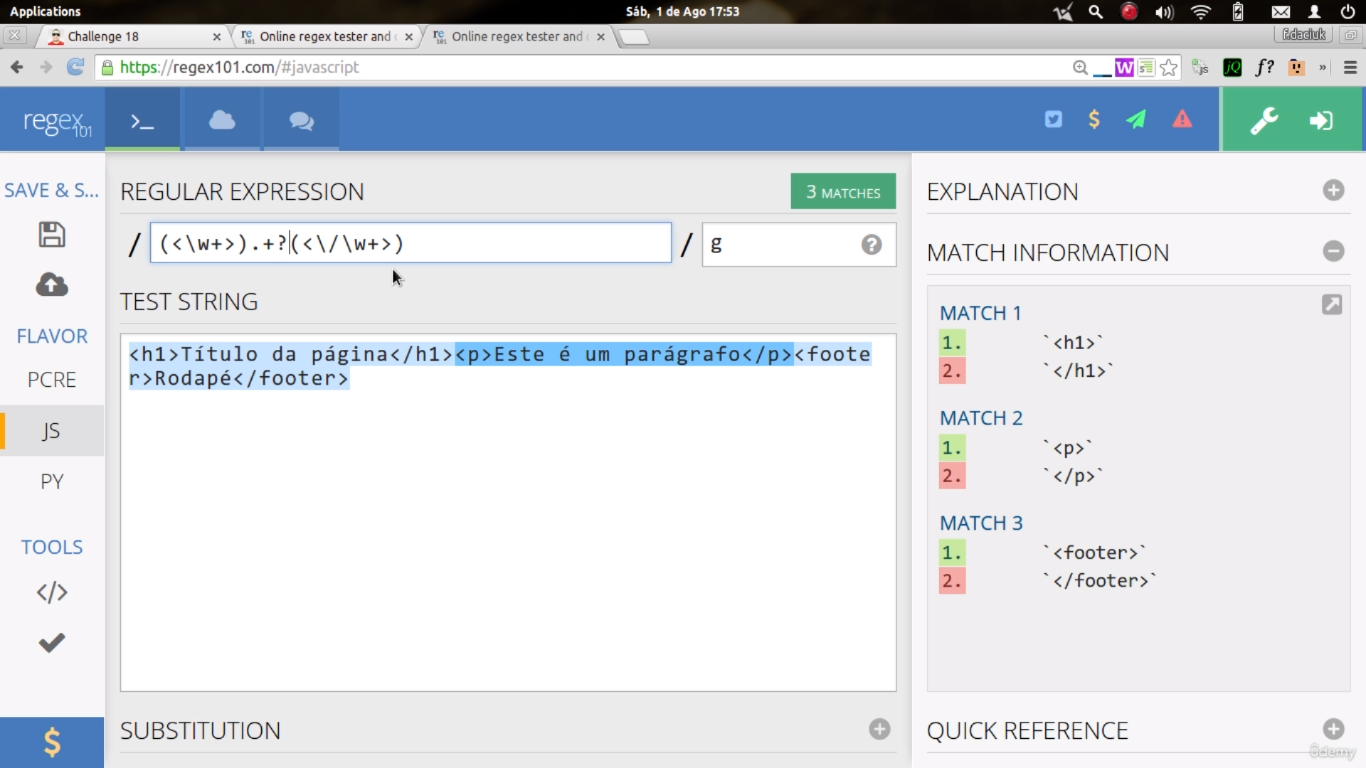 Applications
Sáb, 1 de Ago 17:53
Challenge 18
Online regex tester and
Online regex tester and
f.daciuk
https://regex101.com/#javascript
regex101
SAVE & S...
REGULAR EXPRESSION
3 MATCHES
/ (<\w+>).+?(<\/\w+>) / g
TEST STRING
<h1>Título da página</h1><p>Este é um parágrafo</p><foote
r>Rodapé</footer>
FLAVOR
PCRE
JS
PY
TOOLS
SUBSTITUTION
EXPLANATION
MATCH INFORMATION
MATCH 1
1. `<h1>`
2. `</h1>`
MATCH 2
1. `<p>`
2. `</p>`
MATCH 3
1. `<footer>`
2. `</footer>`
QUICK REFERENCE
ûdemy